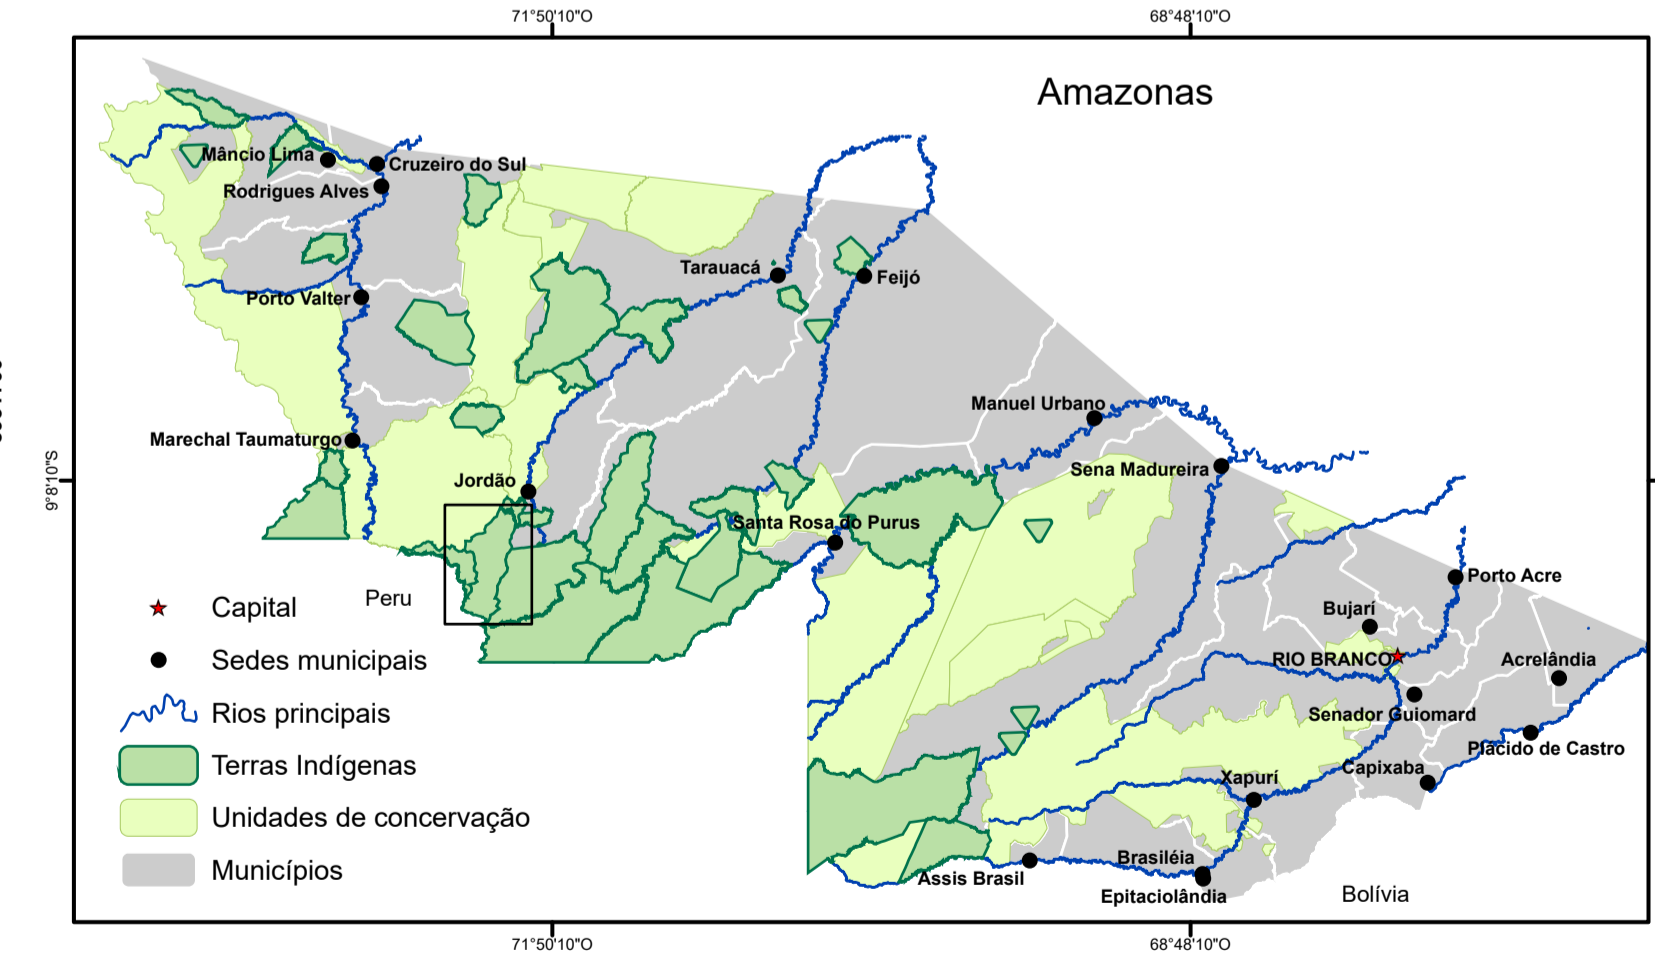 71°50'10"O
68°48'10"O
Amazonas
Mâncio Lima
Cruzeiro do Sul
Rodrigues Alves
Tarauacá
Feijó
Porto Valter
Manuel Urbano
Marechal Taumaturgo
Sena Madureira
Jordão
9°8'10"S
Santa Rosa do Purus
Porto Acre
Peru
Capital
Bujarí
RIO BRANCO
Acrelândia
Sedes municipais
Senador Guiomard
Rios principais
Plácido de Castro
Terras Indígenas
Capixaba
Xapurí
Unidades de concervação
Brasiléia
Municípios
Assis Brasil
Epitaciolândia
Bolívia
71°50'10"O
68°48'10"O